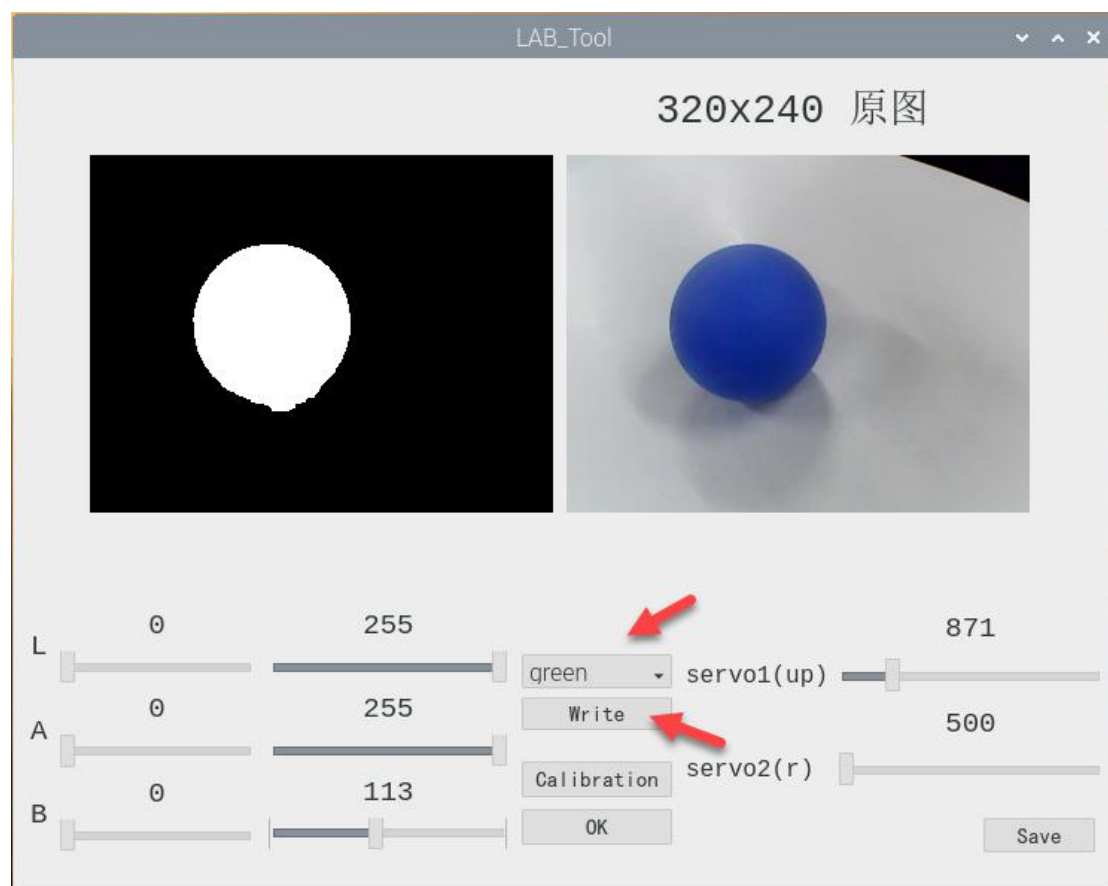 LAB_Tool
320x240 原图
L 0 255
green
servo1(up) 871
A 0 255
Write
servo2(r) 500
B 0 113
Calibration
OK
Save